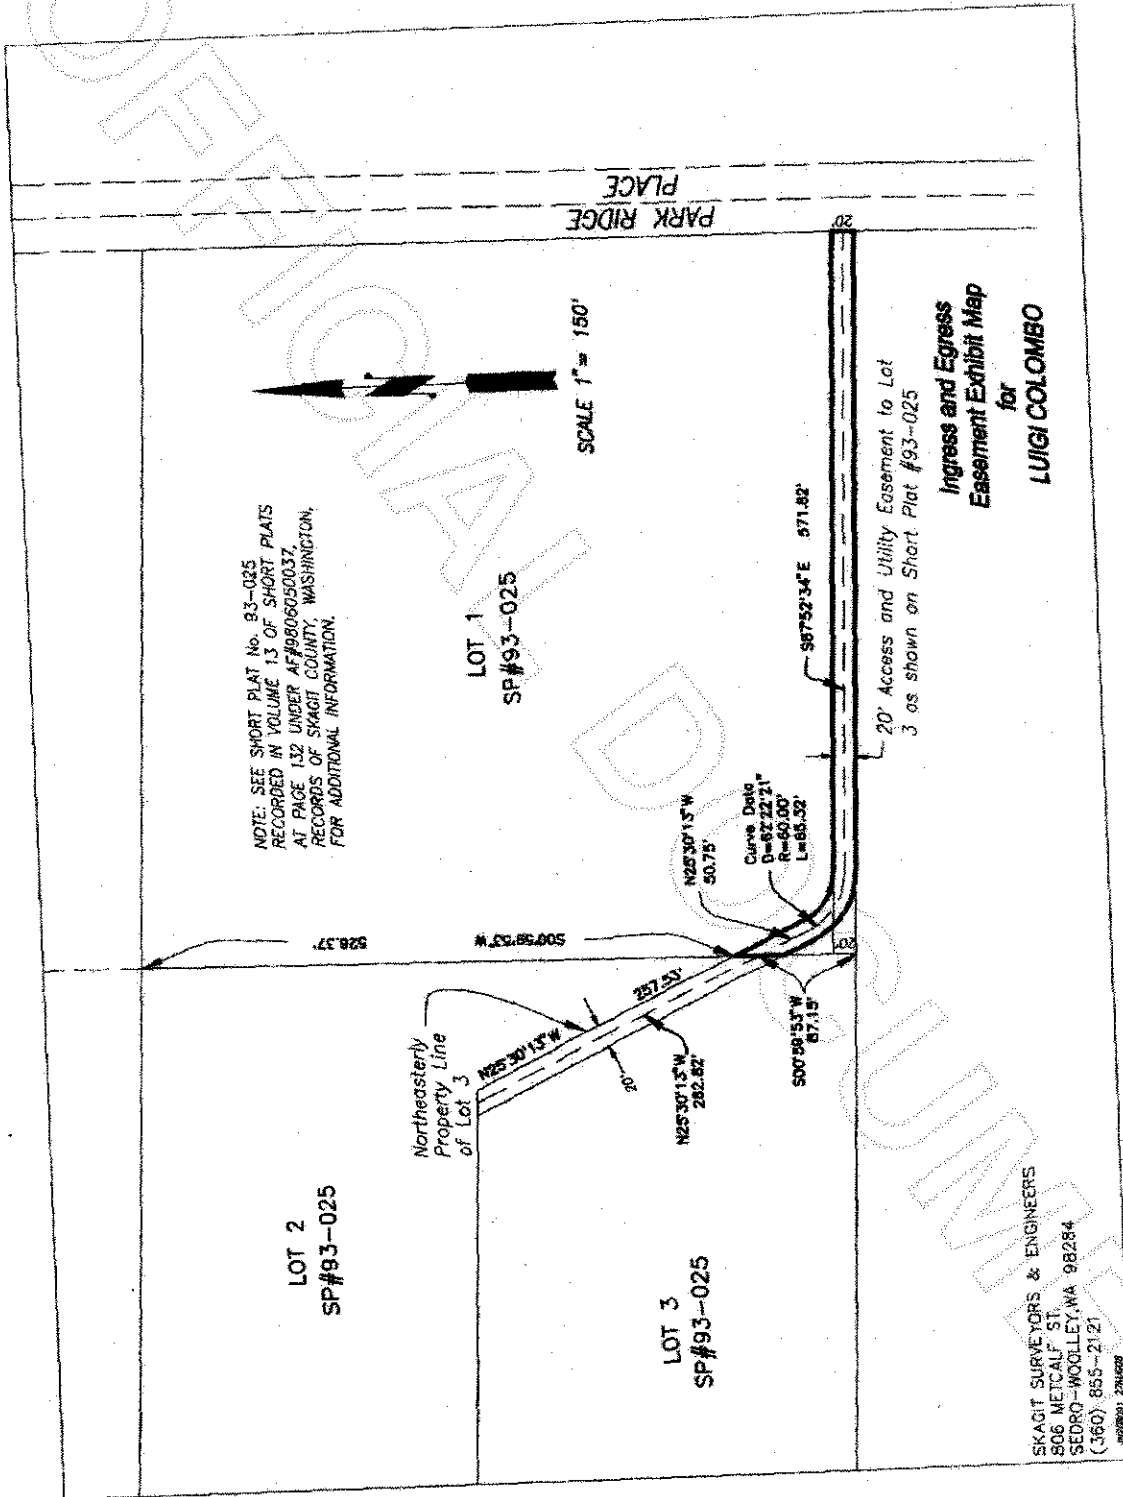 PARK RIDGE
PLACE
NOTE: SEE SHORT PLAT No. 93-025
RECORDED IN VOLUME 13 OF SHORT PLATS
AT PAGE 132 UNDER AF#9806050037,
RECORDS OF SKAGIT COUNTY, WASHINGTON,
FOR ADDITIONAL INFORMATION.
SCALE 1" = 150'
LOT 1
SP#93-025
528.37'
S00°59'53"W
Northeasterly
Property Line
of Lot 3
N25°30'13"W
257.53'
20'
N25°30'13"W
282.82'
N25°30'13"W
50.75'
Curve Data
D=62°22'21"
R=60.00'
L=65.32'
S87°52'34"E 571.82'
20'
20'
S00°59'53"W
87.15'
20' Access and Utility Easement to Lot
3 as shown on Short Plat #93-025
LOT 2
SP#93-025
LOT 3
SP#93-025
Ingress and Egress
Easement Exhibit Map
for
LUIGI COLOMBO
SKAGIT SURVEYORS & ENGINEERS
806 METCALF ST.
SEDRO-WOOLLEY, WA 98284
(360) 855-2121
OFFICIAL DOCUME